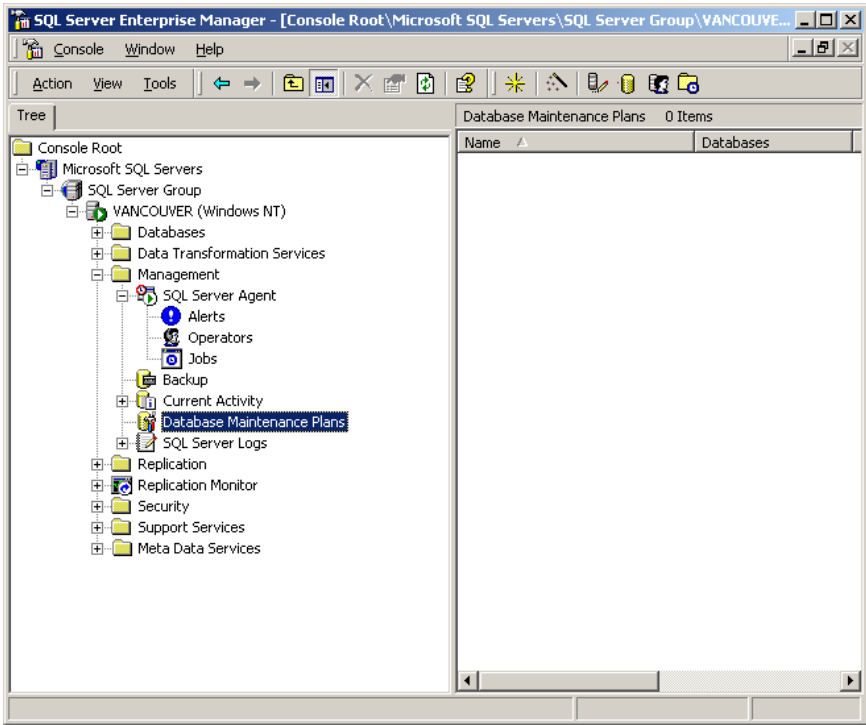 SQL Server Enterprise Manager - [Console Root\Microsoft SQL Servers\SQL Server Group\VANCOUVE...
Console Window Help
Action View Tools
Tree
Database Maintenance Plans 0 Items
Name Databases
Console Root
Microsoft SQL Servers
SQL Server Group
VANCOUVER (Windows NT)
Databases
Data Transformation Services
Management
SQL Server Agent
Alerts
Operators
Jobs
Backup
Current Activity
Database Maintenance Plans
SQL Server Logs
Replication
Replication Monitor
Security
Support Services
Meta Data Services